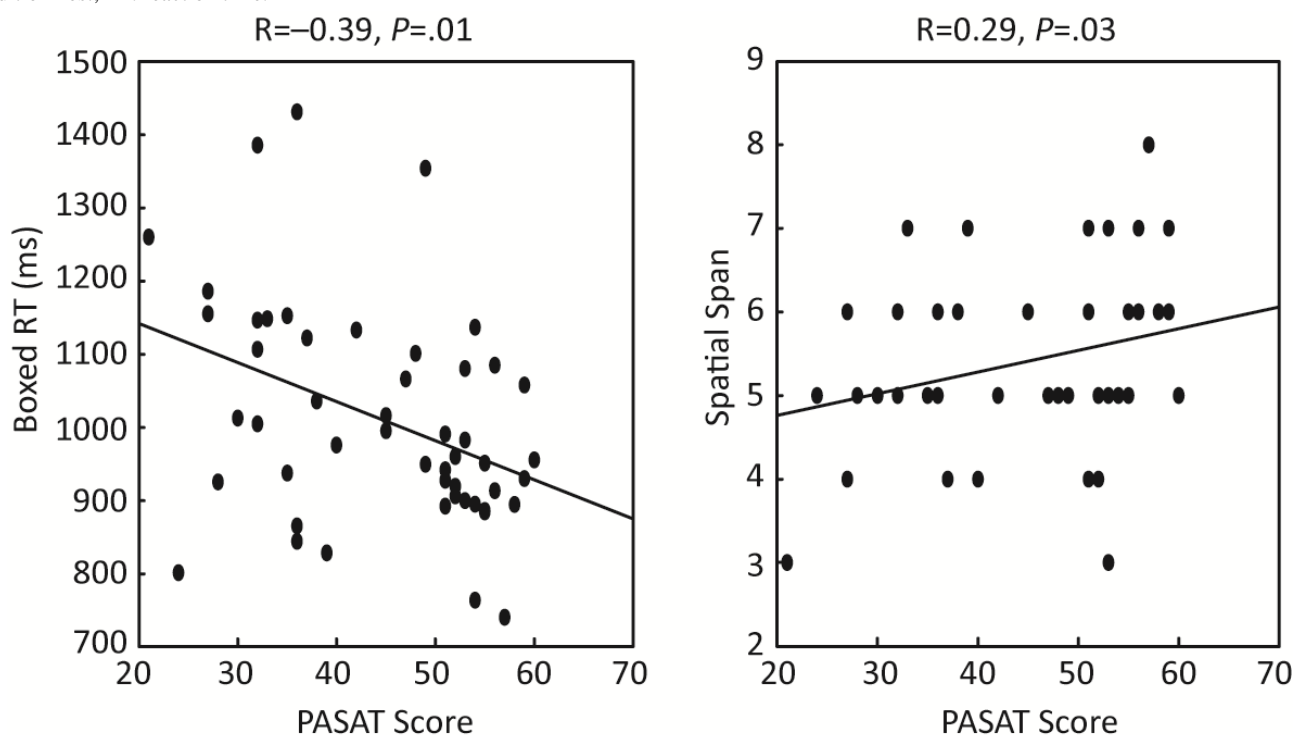 R=–0.39, P=.01
1500
1400
1300
1200
1100
1000
900
800
700
20 30 40 50 60 70
Boxed RT (ms)
PASAT Score
R=0.29, P=.03
9
8
7
6
5
4
3
2
20 30 40 50 60 70
Spatial Span
PASAT Score